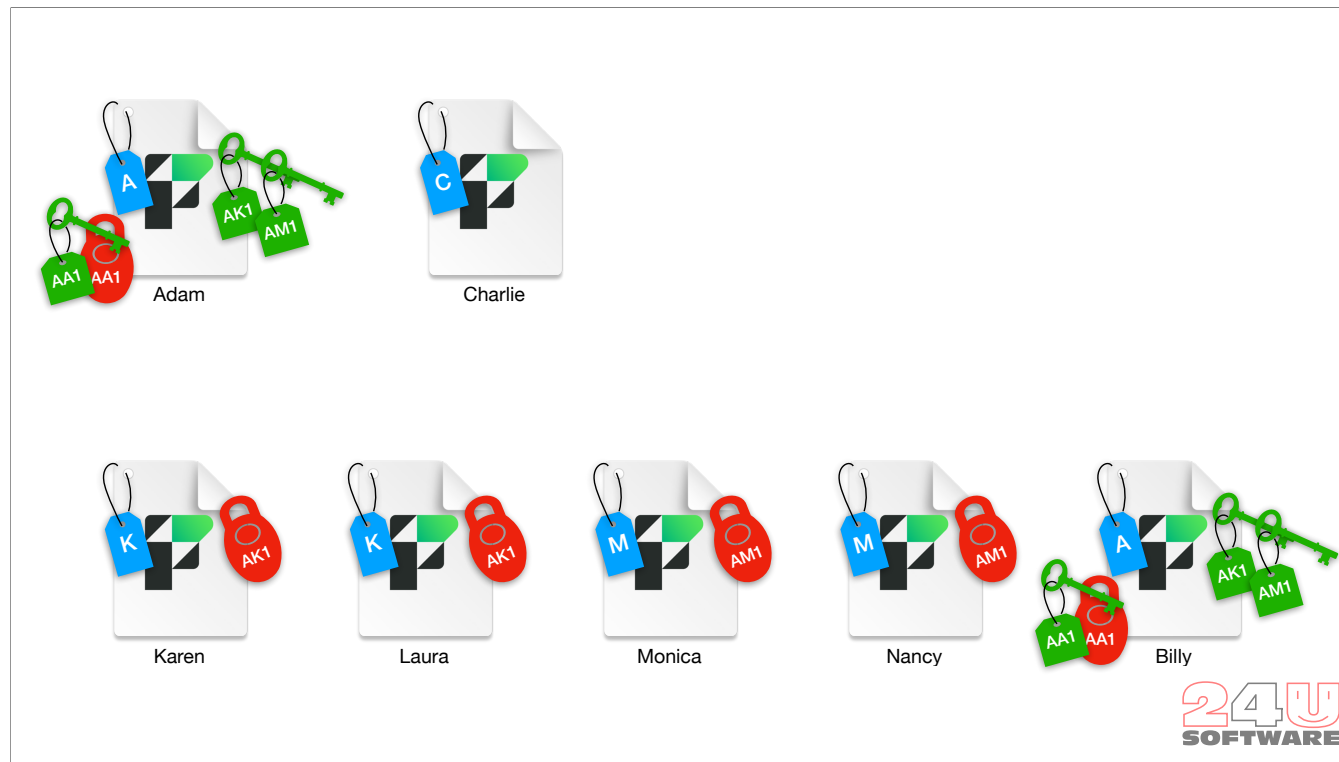 A
C
AK1
AM1
AA1 AA1
Adam
Charlie
K
K
M
M
A
AK1
AK1
AM1
AM1
AK1
AM1
AA1 AA1
Karen
Laura
Monica
Nancy
Billy
24U
SOFTWARE